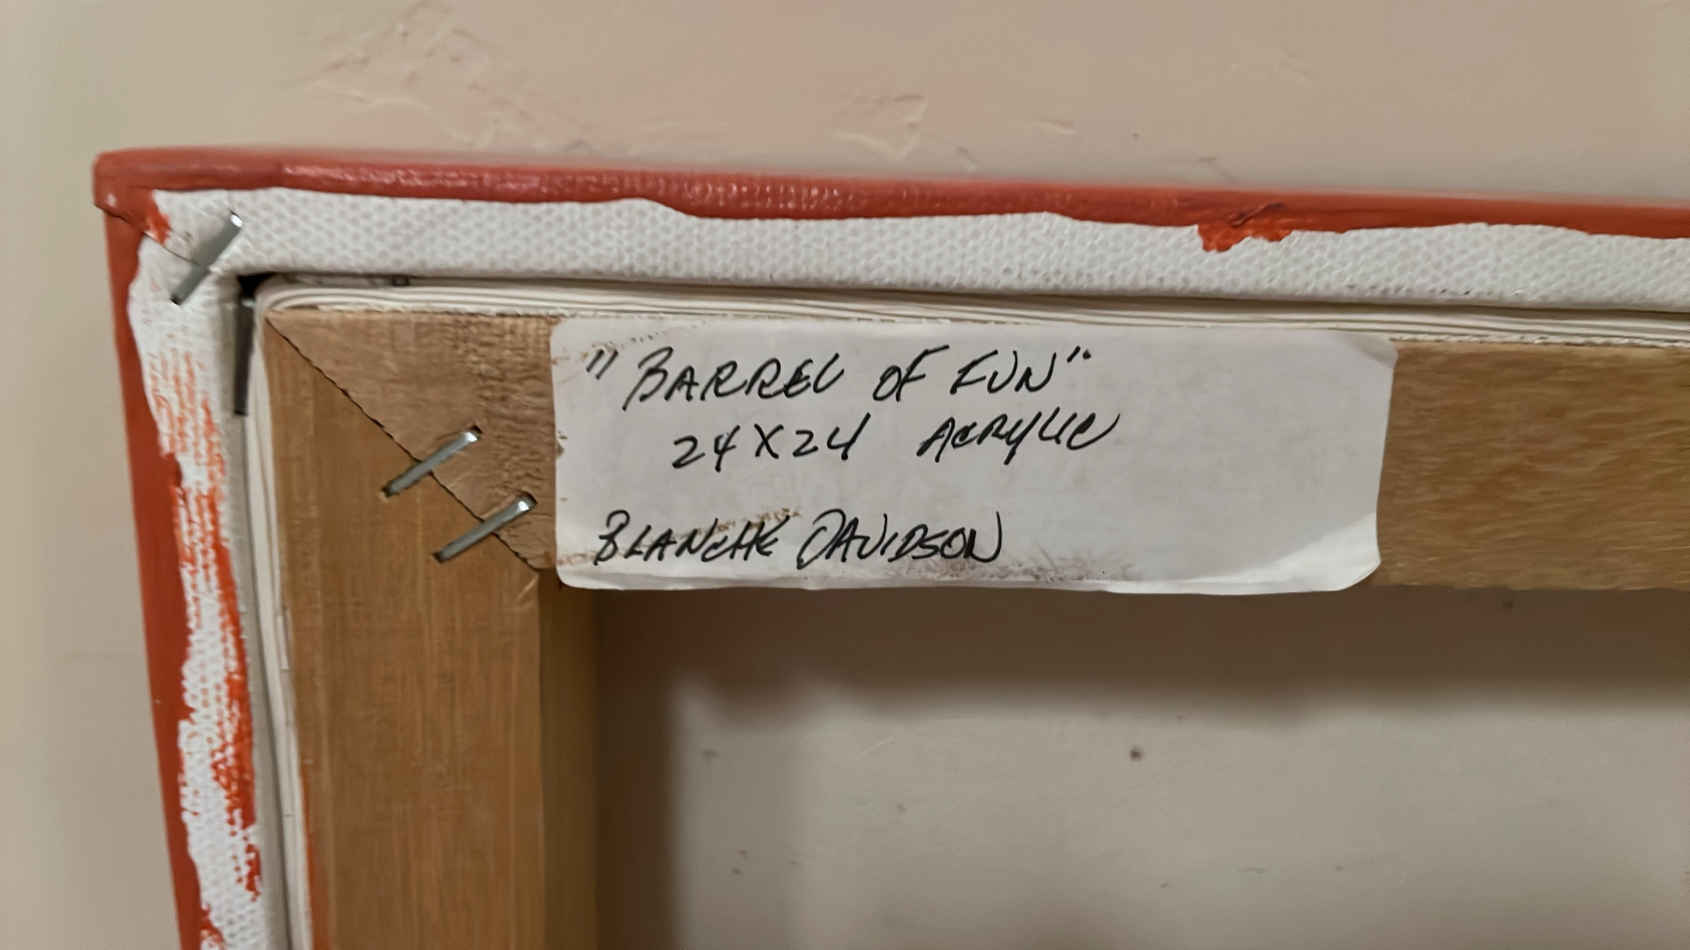 "BARREL OF FUN"
24X24 ACRYLIC
BLANCHE DAVIDSON